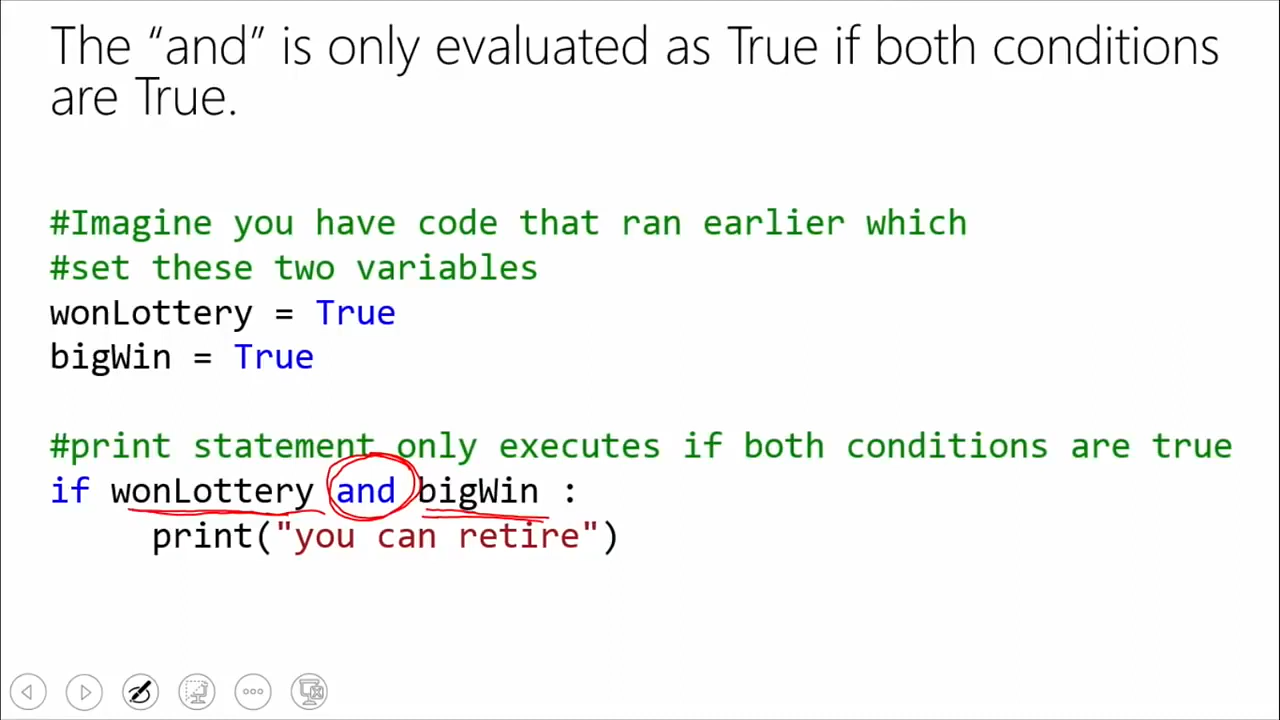 The “and” is only evaluated as True if both conditions
are True.
#Imagine you have code that ran earlier which
#set these two variables
wonLottery = True
bigWin = True
#print statement only executes if both conditions are true
if wonLottery and bigWin :
print("you can retire")